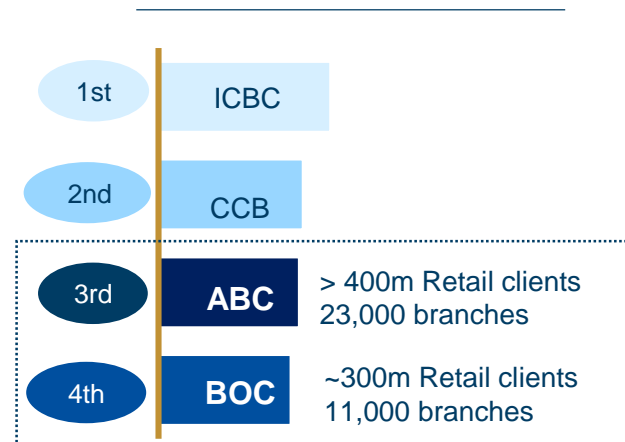 1st
ICBC
2nd
CCB
3rd
ABC
> 400m Retail clients
23,000 branches
4th
BOC
~300m Retail clients
11,000 branches